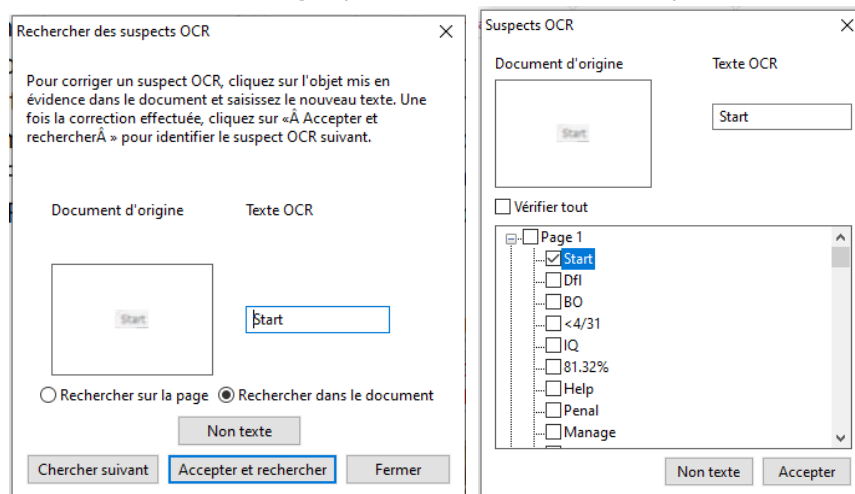 Rechercher des suspects OCR
Pour corriger un suspect OCR, cliquez sur l'objet mis en
évidence dans le document et saisissez le nouveau texte. Une
fois la correction effectuée, cliquez sur «Â Accepter et
rechercherÂ » pour identifier le suspect OCR suivant.
Document d'origine Texte OCR
Start
Start
Rechercher sur la page Rechercher dans le document
Non texte
Chercher suivant Accepter et rechercher Fermer
Suspects OCR
Document d'origine Texte OCR
Start
Start
Vérifier tout
Page 1
Start
Dfl
BO
<4/31
IQ
81.32%
Help
Penal
Manage
Non texte Accepter